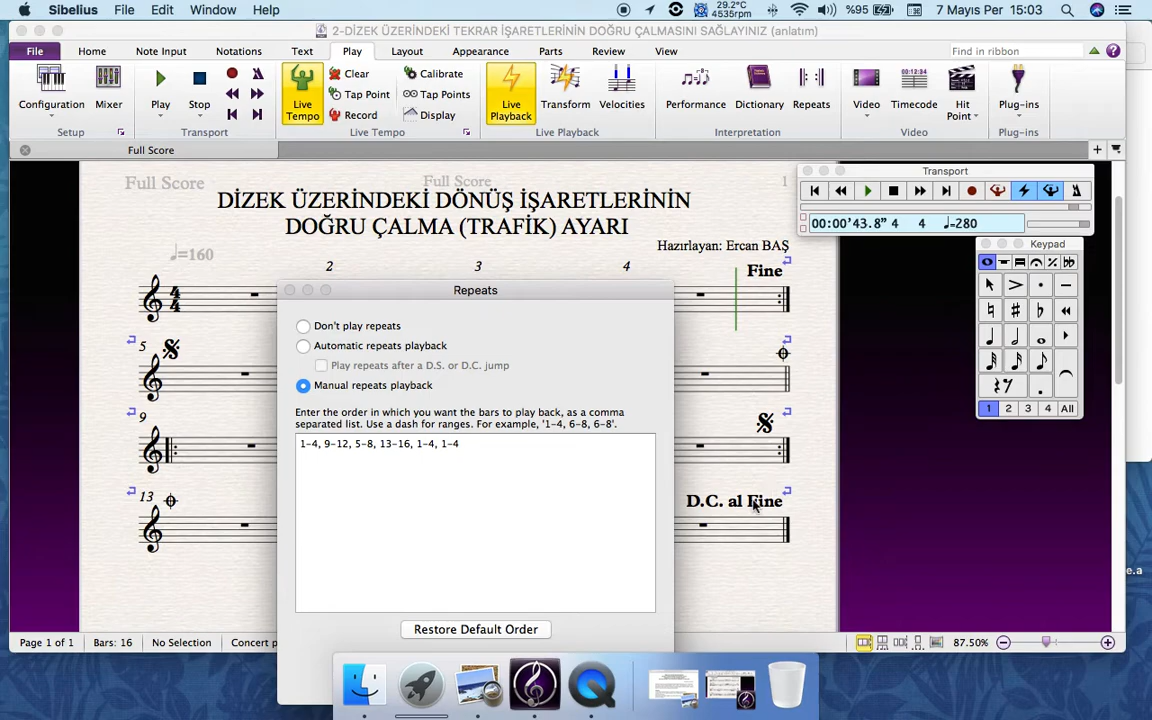 Sibelius File Edit Window Help 29.2°C 4535rpm %95 7 Mayıs Per 15:03
2-DİZEK ÜZERİNDEKİ TEKRAR İŞARETLERİNİN DOĞRU ÇALMASINI SAĞLAYINIZ (anlatım)
File Home Note Input Notations Text Play Layout Appearance Parts Review View Find in ribbon
Clear Calibrate
Tap Point Tap Points
Record Display
Configuration Mixer Play Stop Live Tempo Live Playback Transform Velocities Performance Dictionary Repeats Video Timecode Hit Point Plug-ins
Setup Transport Live Tempo Live Playback Interpretation Video Plug-ins
Full Score
Transport
00:00'43.8" 4 4 ♩=280
Keypad
1 2 3 4 All
Full Score Full Score 1
DİZEK ÜZERİNDEKİ DÖNÜŞ İŞARETLERİNİN
DOĞRU ÇALMA (TRAFİK) AYARI
♩=160
Hazırlayan: Ercan BAŞ
2 3 4 Fine
4
4
5
9
13
D.C. al Fine
Repeats
Don't play repeats
Automatic repeats playback
Play repeats after a D.S. or D.C. jump
Manual repeats playback
Enter the order in which you want the bars to play back, as a comma
separated list. Use a dash for ranges. For example, '1-4, 6-8, 6-8'.
1-4, 9-12, 5-8, 13-16, 1-4, 1-4
Restore Default Order
Page 1 of 1 Bars: 16 No Selection Concert p 87.50%
e.a